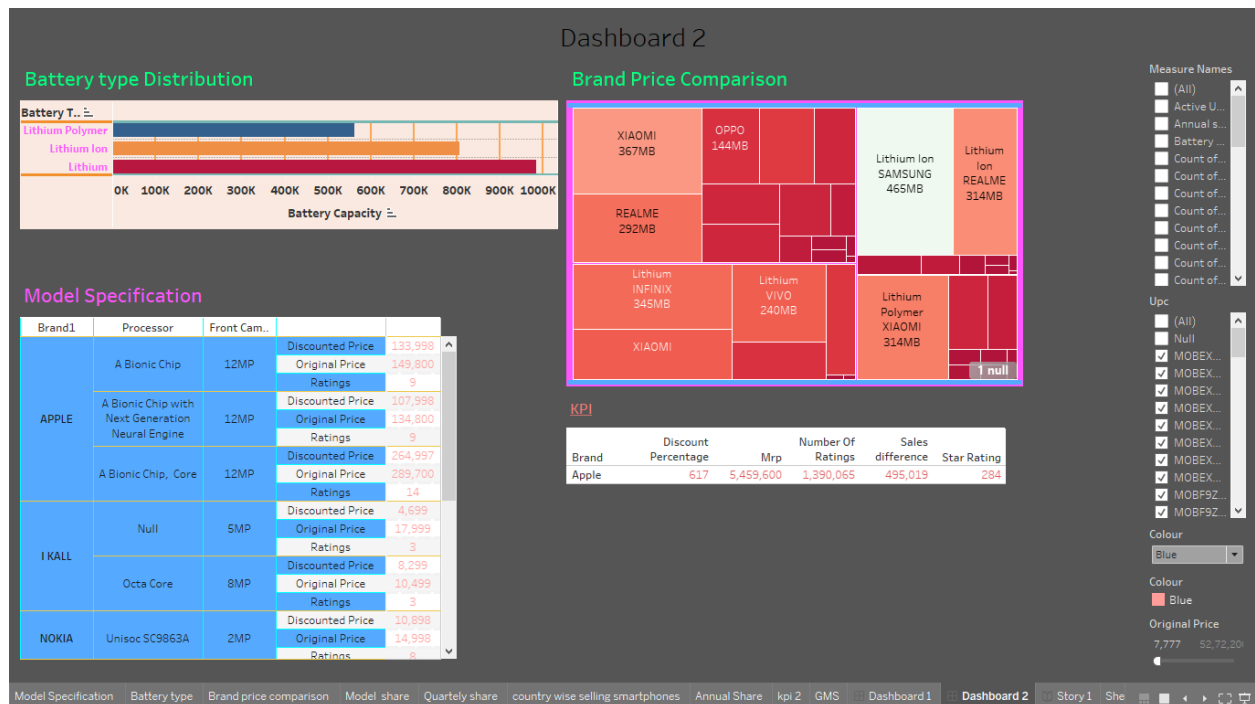 Dashboard 2
Battery type Distribution
Battery T..
Lithium Polymer
Lithium Ion
Lithium
0K 100K 200K 300K 400K 500K 600K 700K 800K 900K 1000K
Battery Capacity
Model Specification
Brand1 Processor Front Cam..
APPLE
A Bionic Chip
12MP
Discounted Price 133,998
Original Price 149,800
Ratings 9
A Bionic Chip with
Next Generation
Neural Engine
12MP
Discounted Price 107,998
Original Price 134,800
Ratings 9
A Bionic Chip, Core
12MP
Discounted Price 264,997
Original Price 289,700
Ratings 14
I KALL
Null
5MP
Discounted Price 4,699
Original Price 17,999
Ratings 3
Octa Core
8MP
Discounted Price 8,299
Original Price 10,499
Ratings 3
NOKIA
Unisoc SC9863A
2MP
Discounted Price 10,898
Original Price 14,998
Ratings 8
Brand Price Comparison
XIAOMI
367MB
OPPO
144MB
REALME
292MB
Lithium Ion
SAMSUNG
465MB
Lithium
Ion
REALME
314MB
Lithium
INFINIX
345MB
XIAOMI
Lithium
VIVO
240MB
Lithium
Polymer
XIAOMI
314MB
1 null
KPI
Brand
Discount
Percentage
Mrp
Number Of
Ratings
Sales
difference
Star Rating
Apple 617 5,459,600 1,390,065 495,019 284
Measure Names
(All)
Active U...
Annual s...
Battery ...
Count of...
Count of...
Count of...
Count of...
Count of...
Count of...
Count of...
Count of...
Upc
(All)
Null
MOBEX...
MOBEX...
MOBEX...
MOBEX...
MOBEX...
MOBEX...
MOBEX...
MOBEX...
MOBF9Z...
MOBF9Z...
Colour
Blue
Colour
Blue
Original Price
7,777 52,72,20
Model Specification Battery type Brand price comparison Model share Quartely share country wise selling smartphones Annual Share kpi 2 GMS Dashboard 1 Dashboard 2 Story 1 She